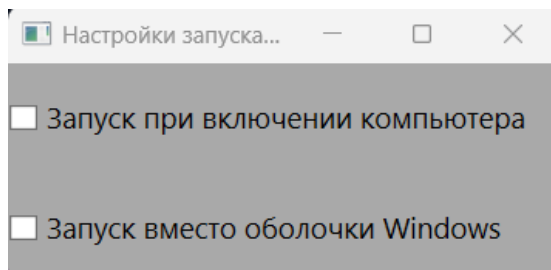 Настройки запуска...
Запуск при включении компьютера
Запуск вместо оболочки Windows